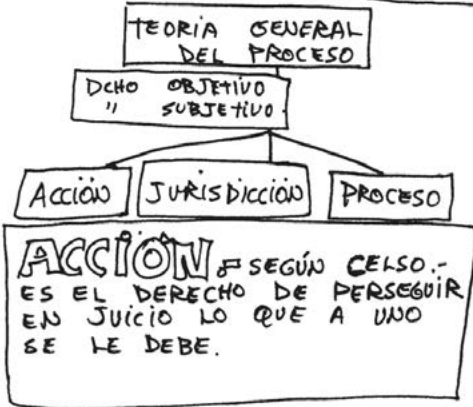 TEORÍA GENERAL
DEL PROCESO
DCHO OBJETIVO
" SUBJETIVO.
ACCIÓN
JURISDICCIÓN
PROCESO
ACCIÓN SEGÚN CELSO.-
ES EL DERECHO DE PERSEGUIR
EN JUICIO LO QUE A UNO
SE LE DEBE.